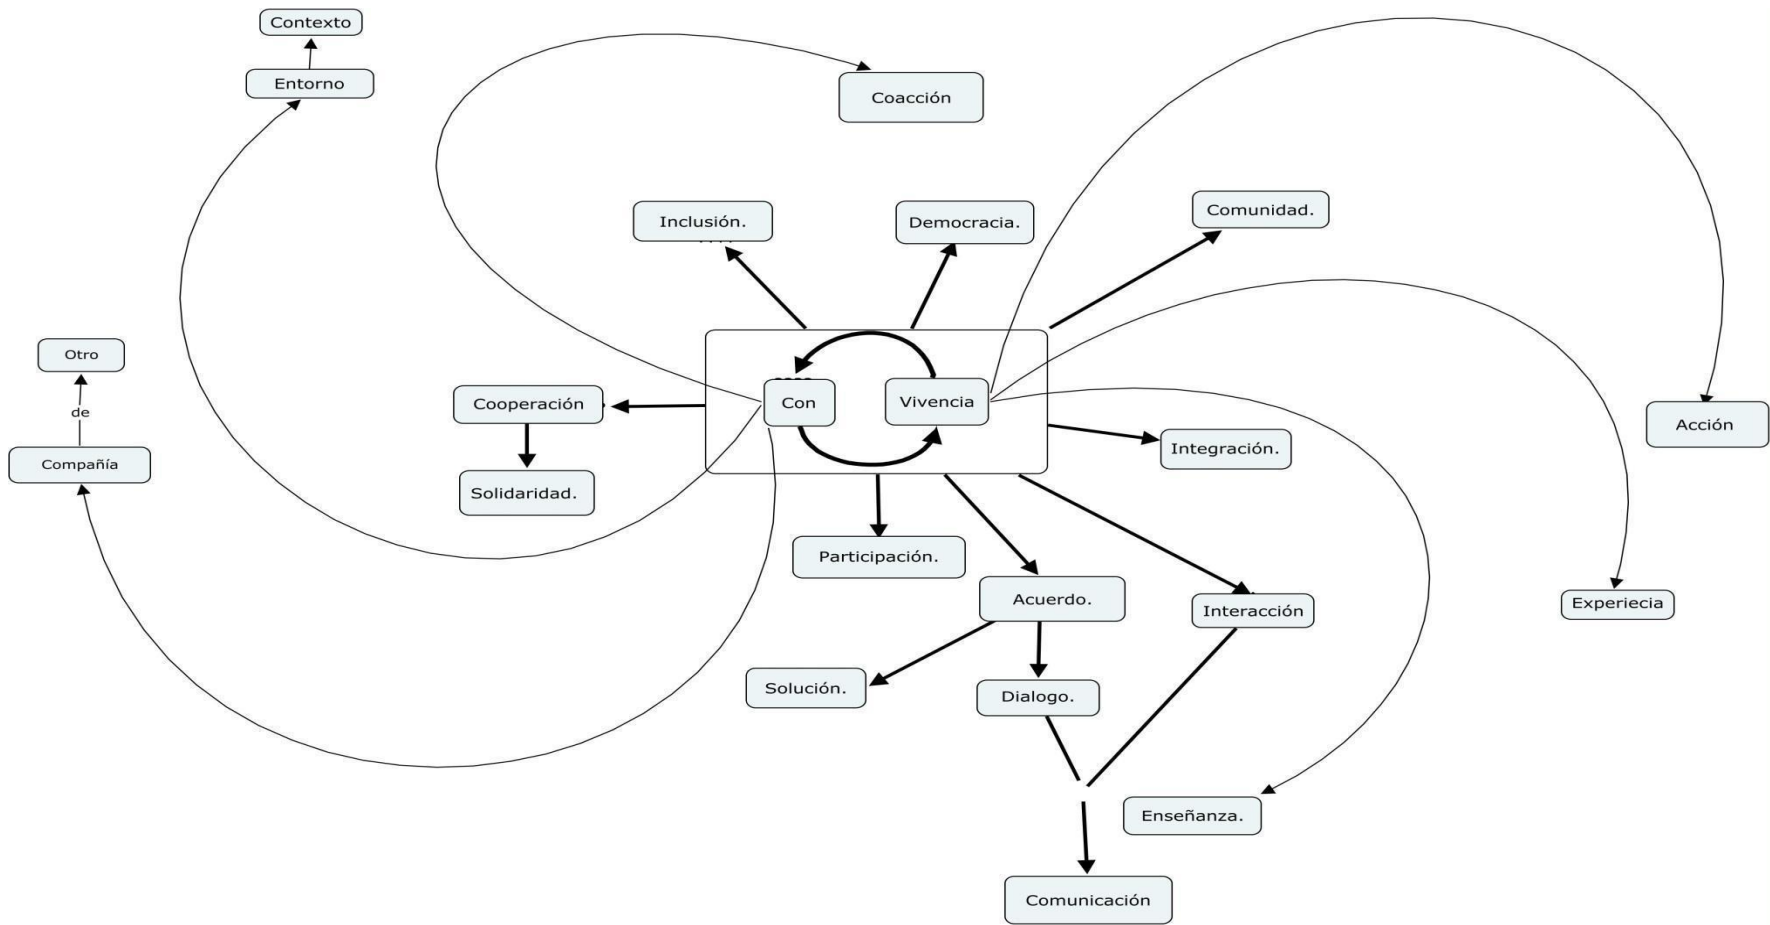 Contexto
Entorno
Coacción
Inclusión.
Democracia.
Comunidad.
Otro
de
Compañía
Cooperación
Solidaridad.
Con
Vivencia
Integración.
Acción
Participación.
Acuerdo.
Interacción
Experiecia
Solución.
Dialogo.
Enseñanza.
Comunicación